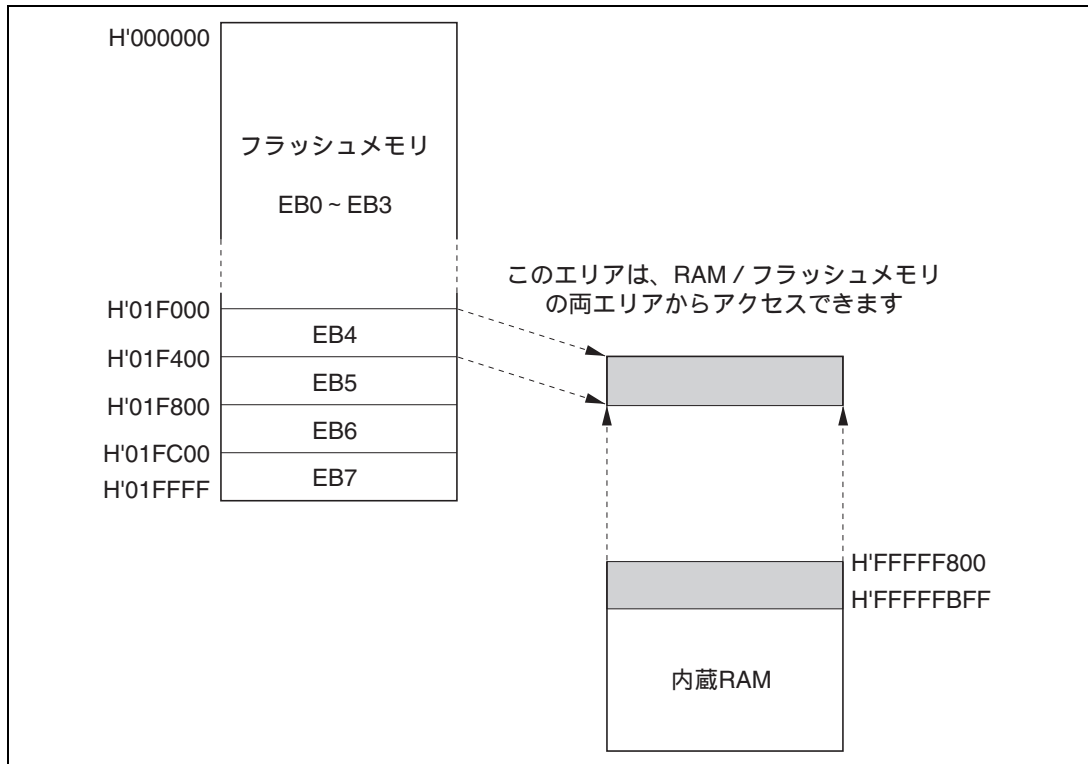 H'000000
フラッシュメモリ
EB0 ~ EB3
このエリアは、RAM / フラッシュメモリ
の両エリアからアクセスできます
H'01F000
EB4
H'01F400
EB5
H'01F800
EB6
H'01FC00
EB7
H'01FFFF
H'FFFFF800
H'FFFFFBFF
内蔵RAM